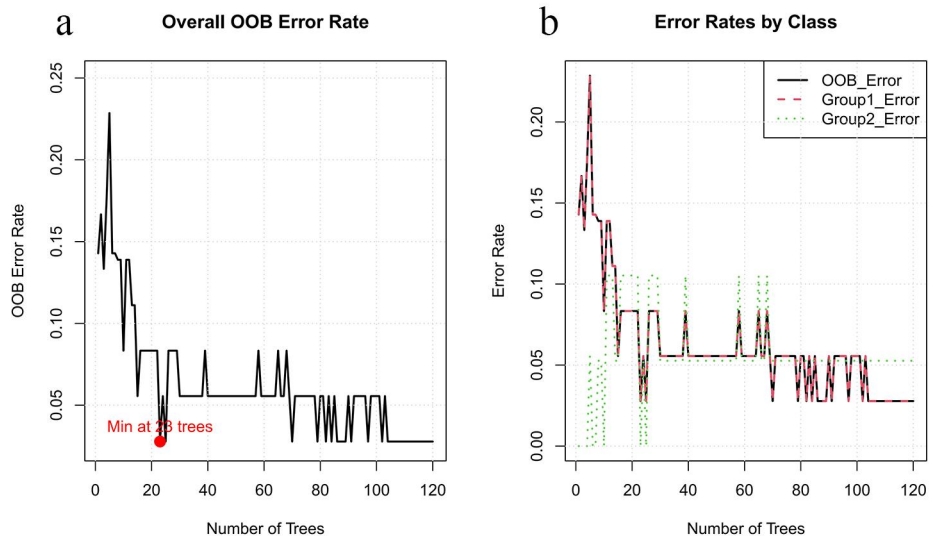 a
Overall OOB Error Rate
OOB Error Rate
0.25
0.20
0.15
0.10
0.05
Min at 23 trees
0 20 40 60 80 100 120
Number of Trees
b
Error Rates by Class
Error Rate
OOB_Error
Group1_Error
Group2_Error
0.20
0.15
0.10
0.05
0.00
0 20 40 60 80 100 120
Number of Trees